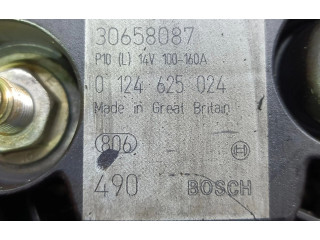 30658087
P10 (L) 14V 100-160A
0 124 625 024
Made in Great Britain
806
490 BOSCH